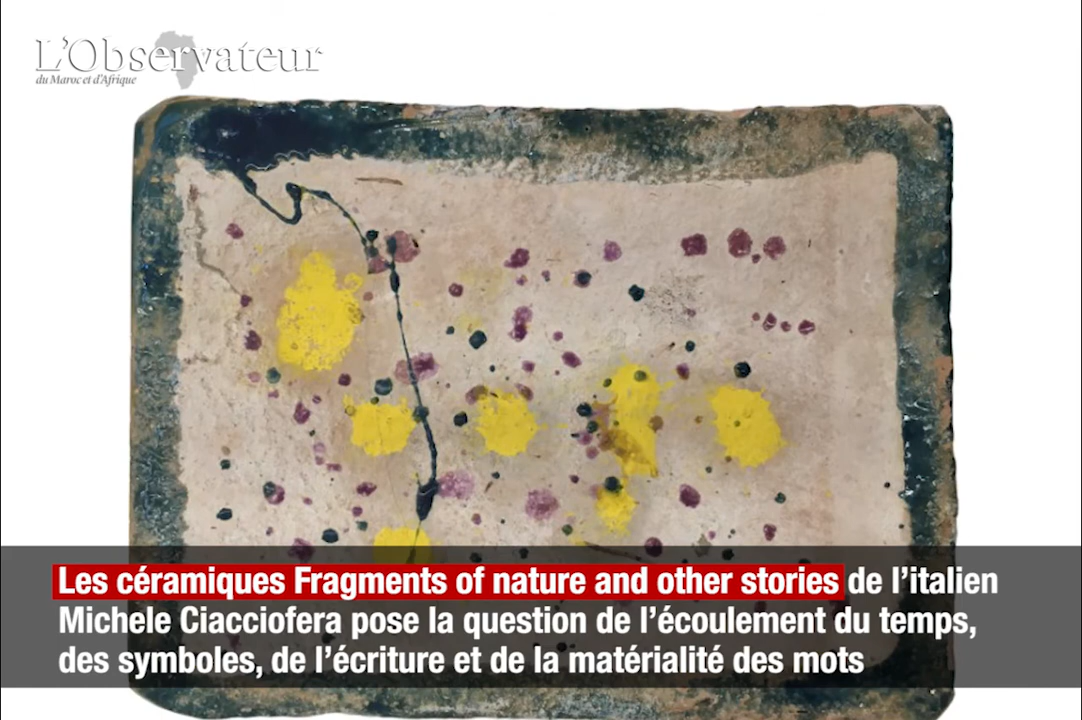 L'Observateur
du Maroc et d'Afrique
Les céramiques Fragments of nature and other stories de l'italien
Michele Ciacciofera pose la question de l'écoulement du temps,
des symboles, de l'écriture et de la matérialité des mots